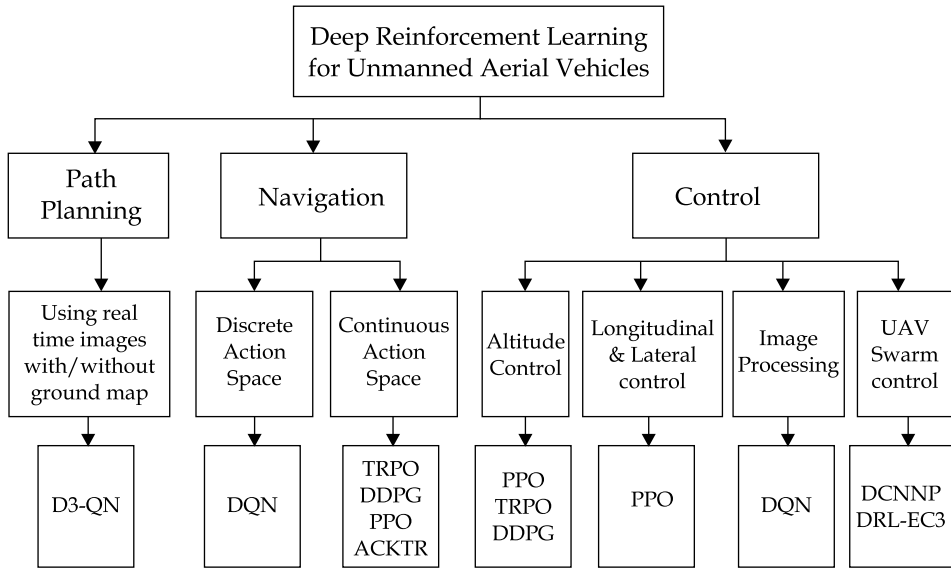 Deep Reinforcement Learning
for Unmanned Aerial Vehicles
Path
Planning
Navigation
Control
Using real
time images
with/without
ground map
Discrete
Action
Space
Continuous
Action
Space
Altitude
Control
Longitudinal
& Lateral
control
Image
Processing
UAV
Swarm
control
D3-QN
DQN
TRPO
DDPG
PPO
ACKTR
PPO
TRPO
DDPG
PPO
DQN
DCNNP
DRL-EC3